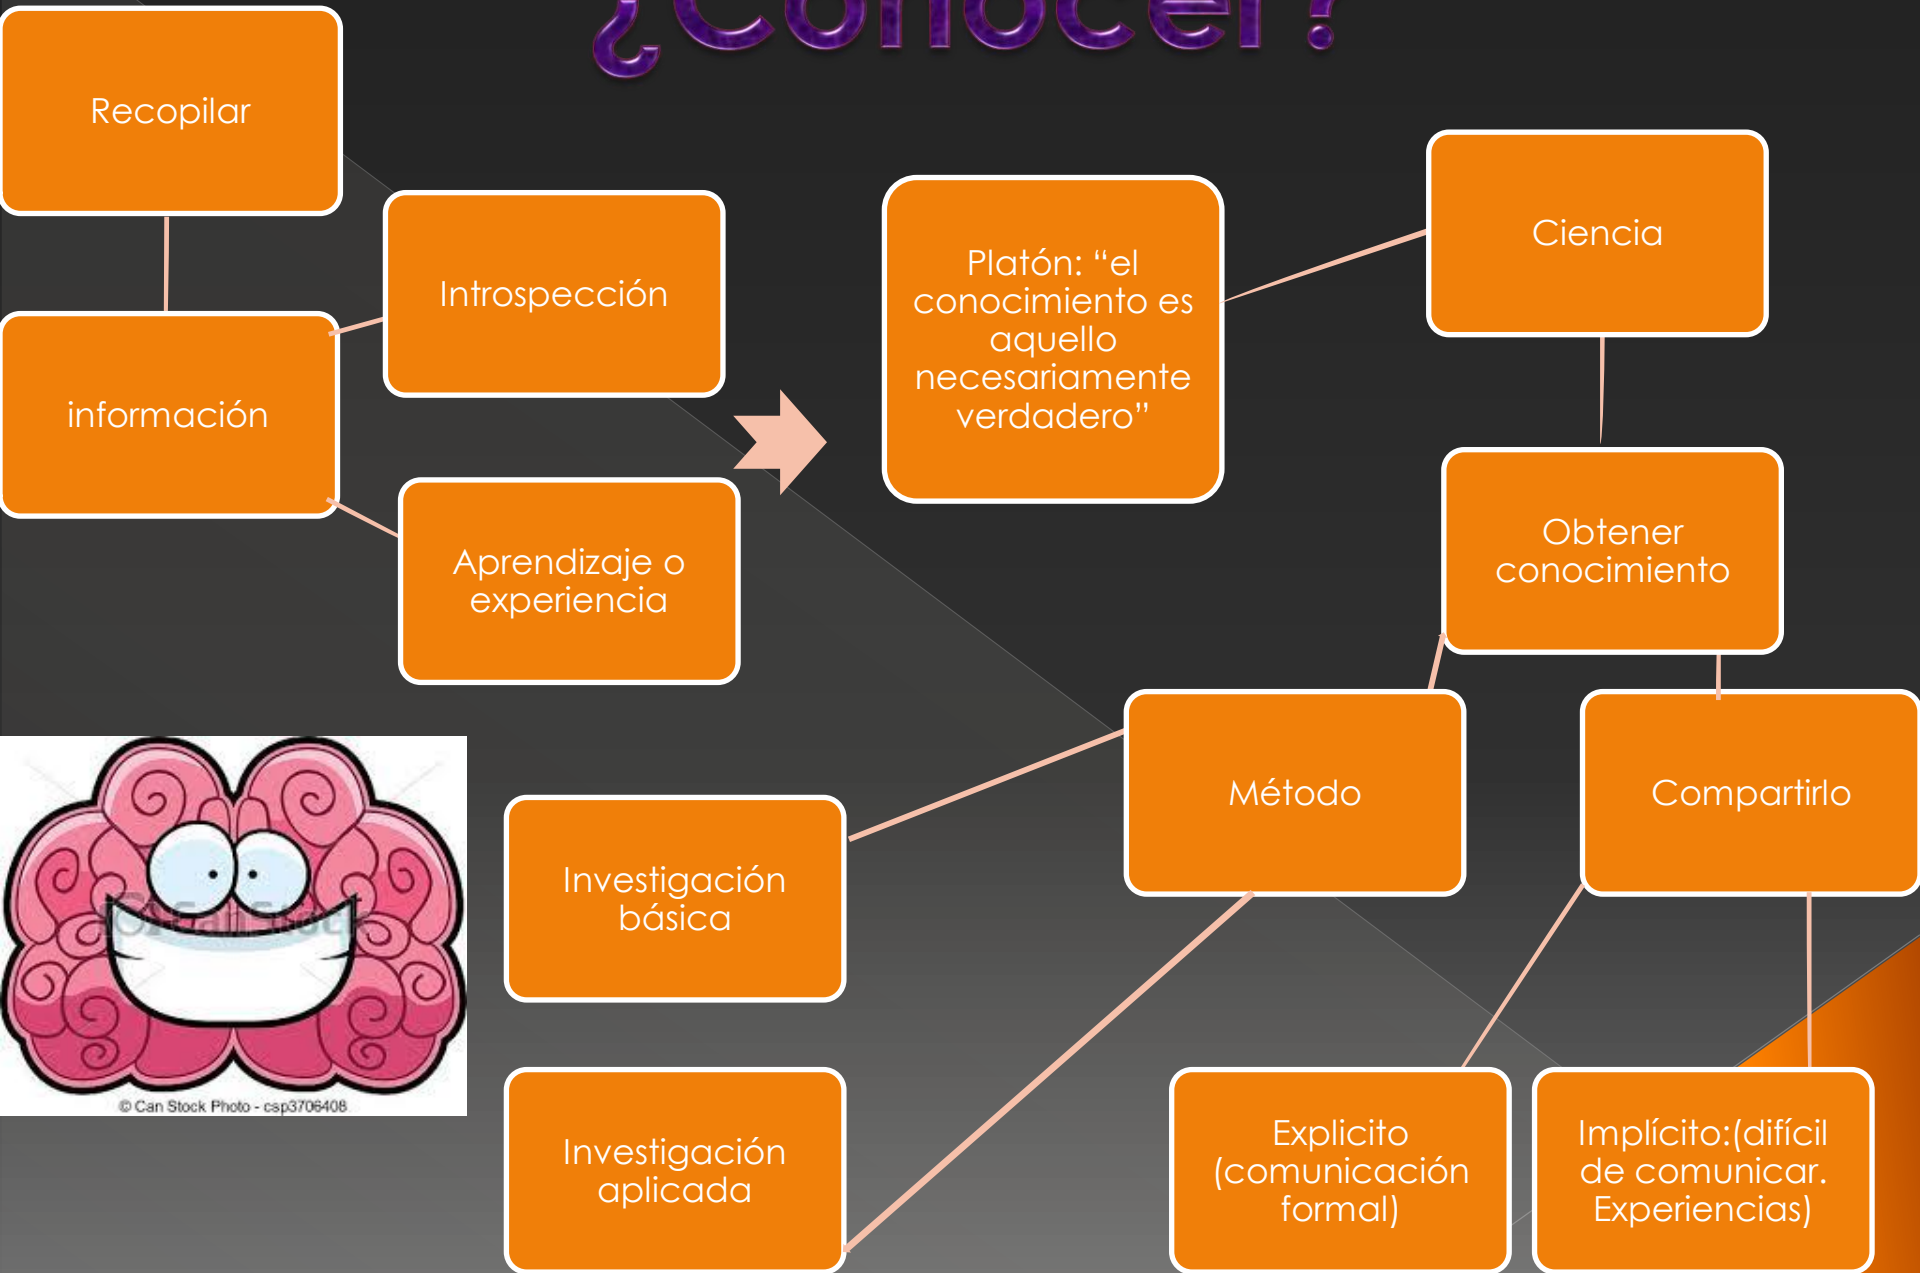 ¿Conocer?
Recopilar
información
Introspección
Aprendizaje o
experiencia
Platón: “el
conocimiento es
aquello
necesariamente
verdadero”
Ciencia
Obtener
conocimiento
Método
Compartirlo
Investigación
básica
Investigación
aplicada
Explicito
(comunicación
formal)
Implícito:(difícil
de comunicar.
Experiencias)
CanStock
© Can Stock Photo - csp3706408